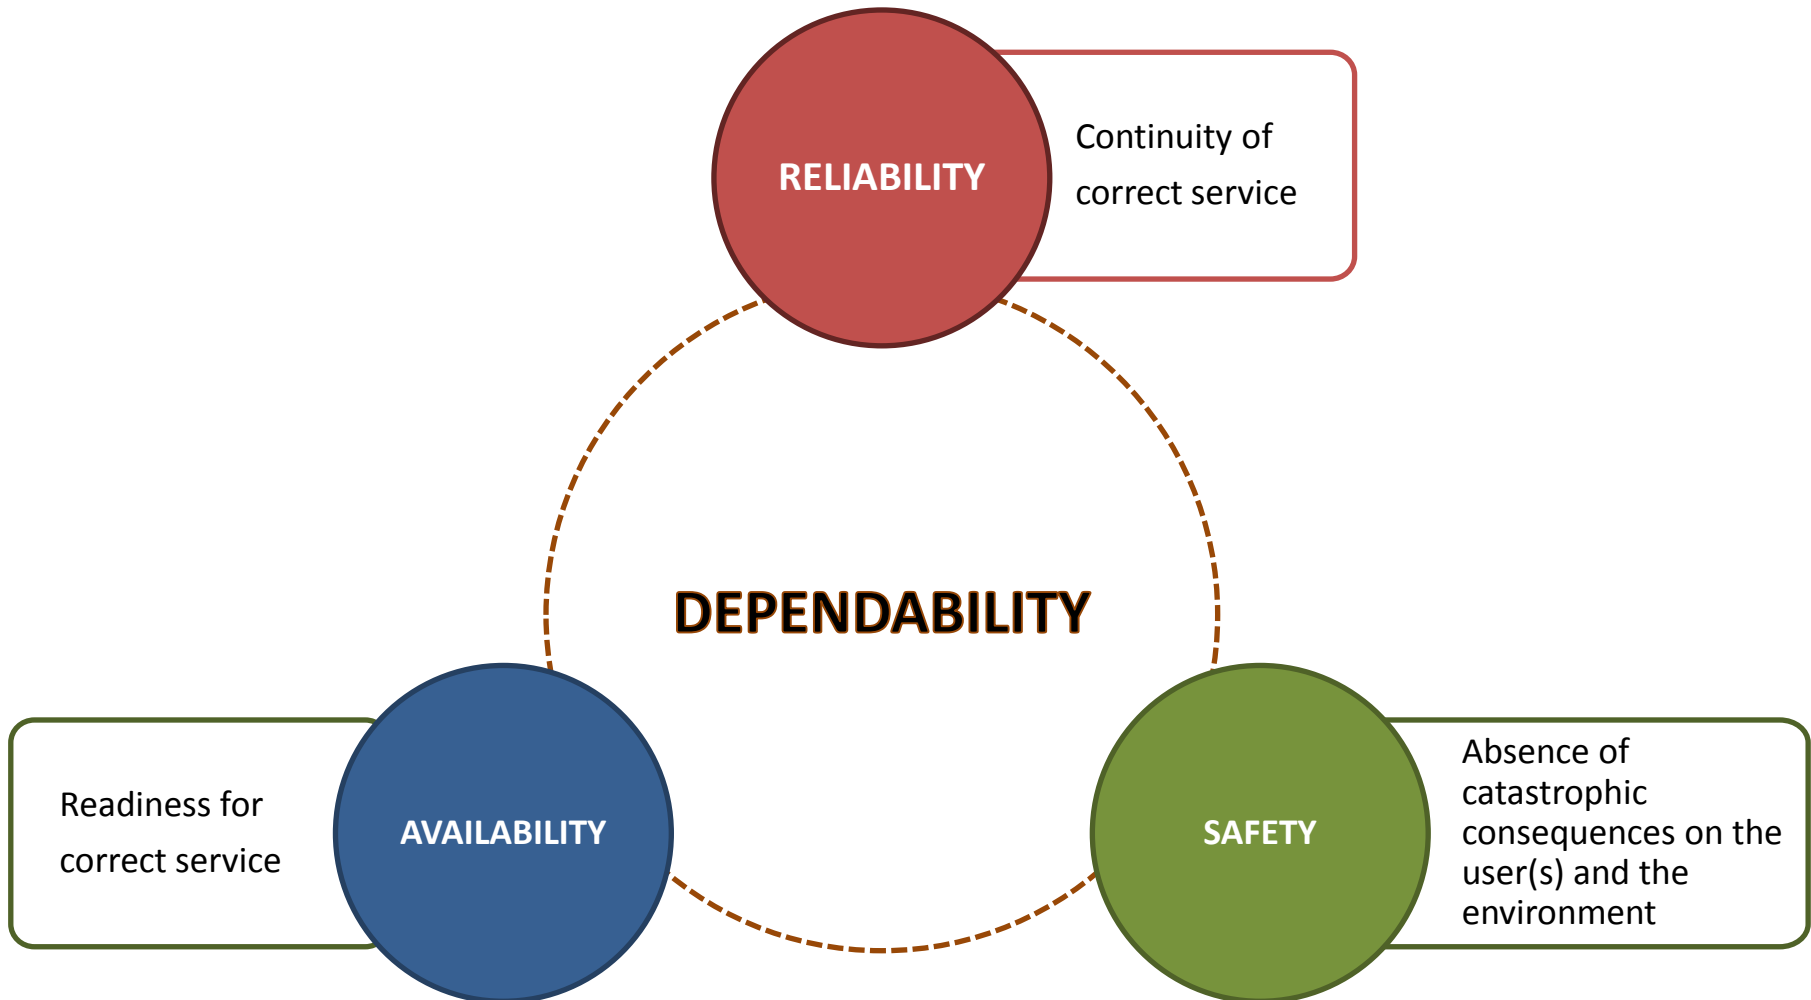 RELIABILITY
Continuity of
correct service
DEPENDABILITY
Readiness for
correct service
AVAILABILITY
SAFETY
Absence of
catastrophic
consequences on the
user(s) and the
environment